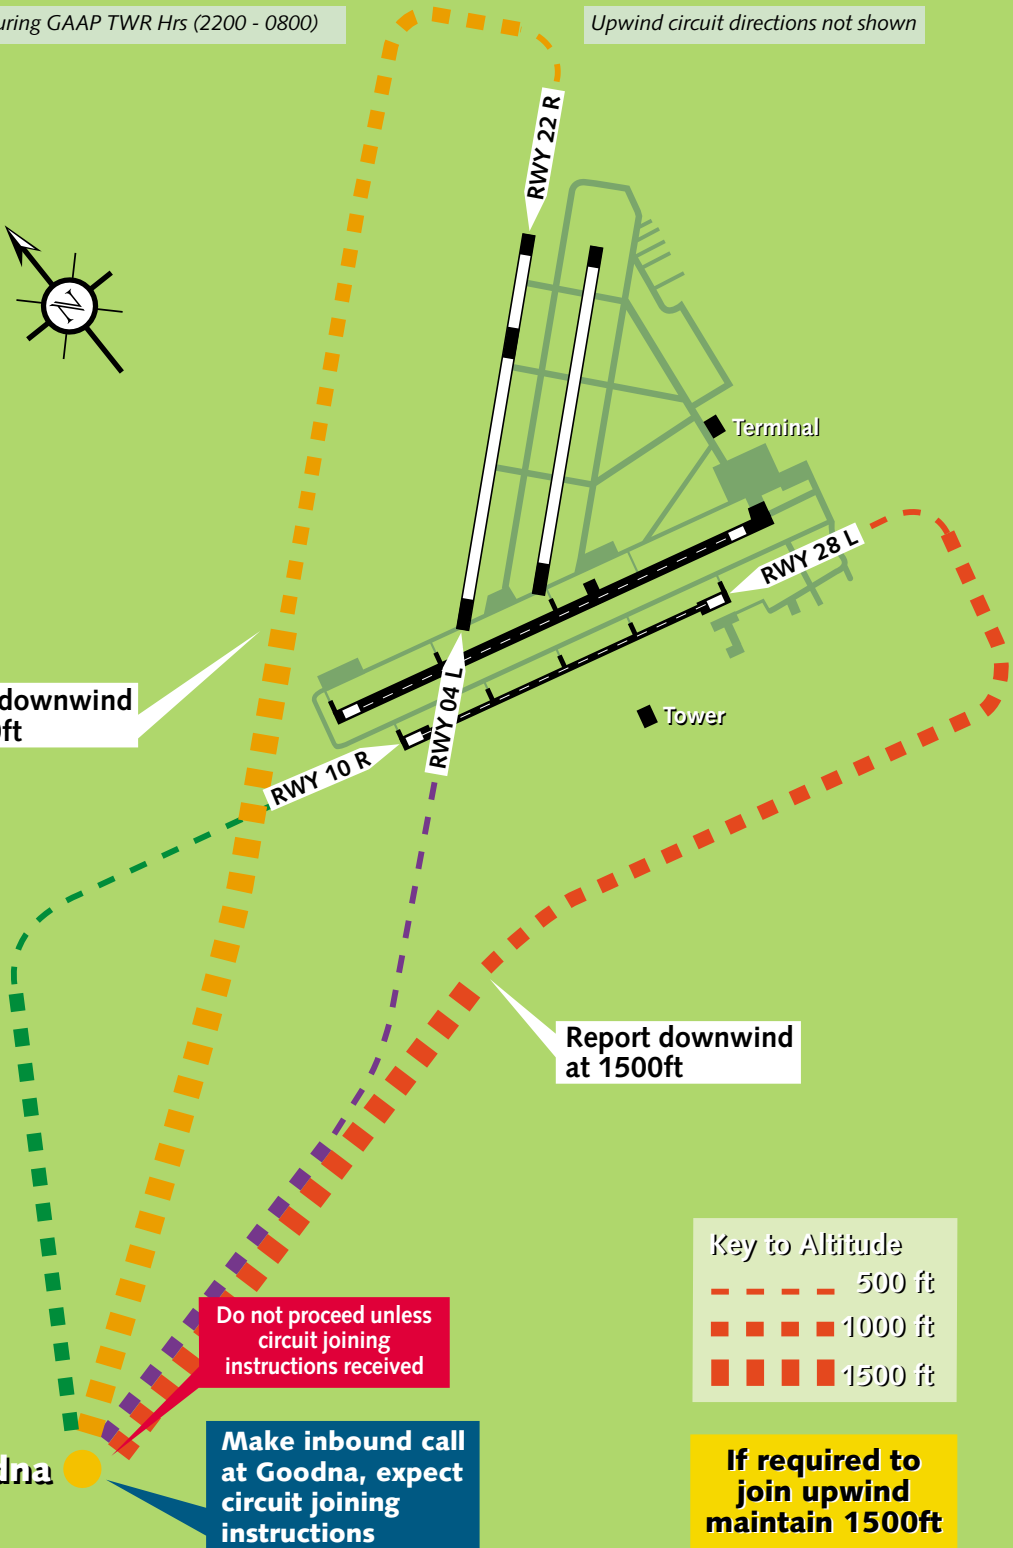 uring GAAP TWR Hrs (2200 - 0800)
Upwind circuit directions not shown
RWY 22 R
N
Terminal
RWY 28 L
downwind
ft
RWY 04 L
Tower
RWY 10 R
Report downwind
at 1500ft
Key to Altitude
500 ft
1000 ft
1500 ft
Do not proceed unless
circuit joining
instructions received
dna
Make inbound call
at Goodna, expect
circuit joining
instructions
If required to
join upwind
maintain 1500ft